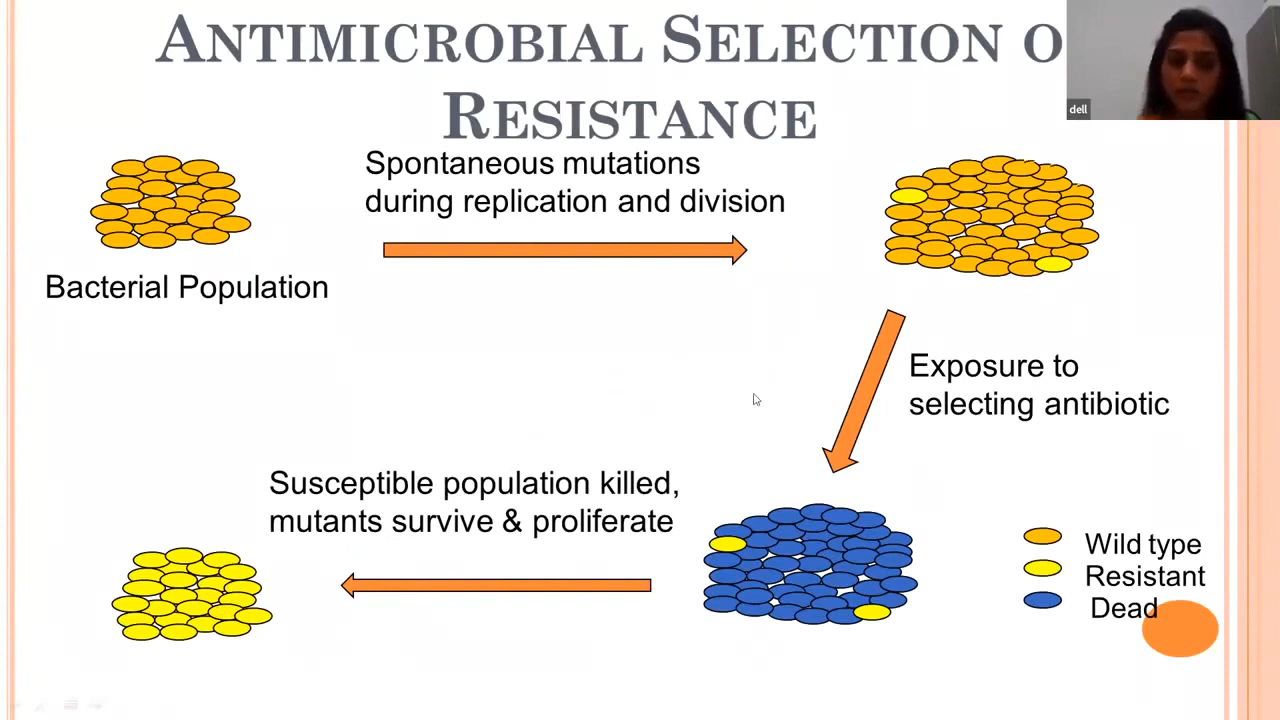 ANTIMICROBIAL SELECTION O
RESISTANCE
dell
Spontaneous mutations
during replication and division
Bacterial Population
Exposure to
selecting antibiotic
Susceptible population killed,
mutants survive & proliferate
Wild type
Resistant
Dead